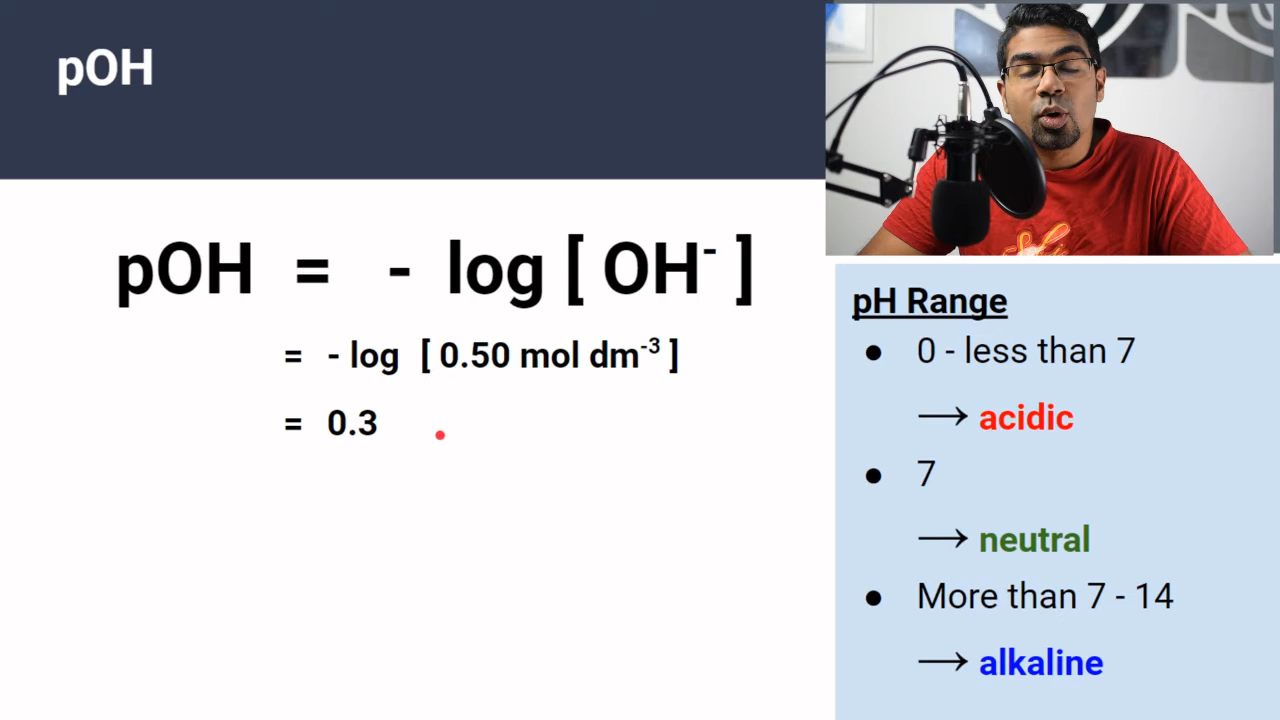 pOH
pOH = - log [ OH⁻ ]
= - log [ 0.50 mol dm⁻³ ]
= 0.3
pH Range
● 0 - less than 7
→ acidic
● 7
→ neutral
● More than 7 - 14
→ alkaline